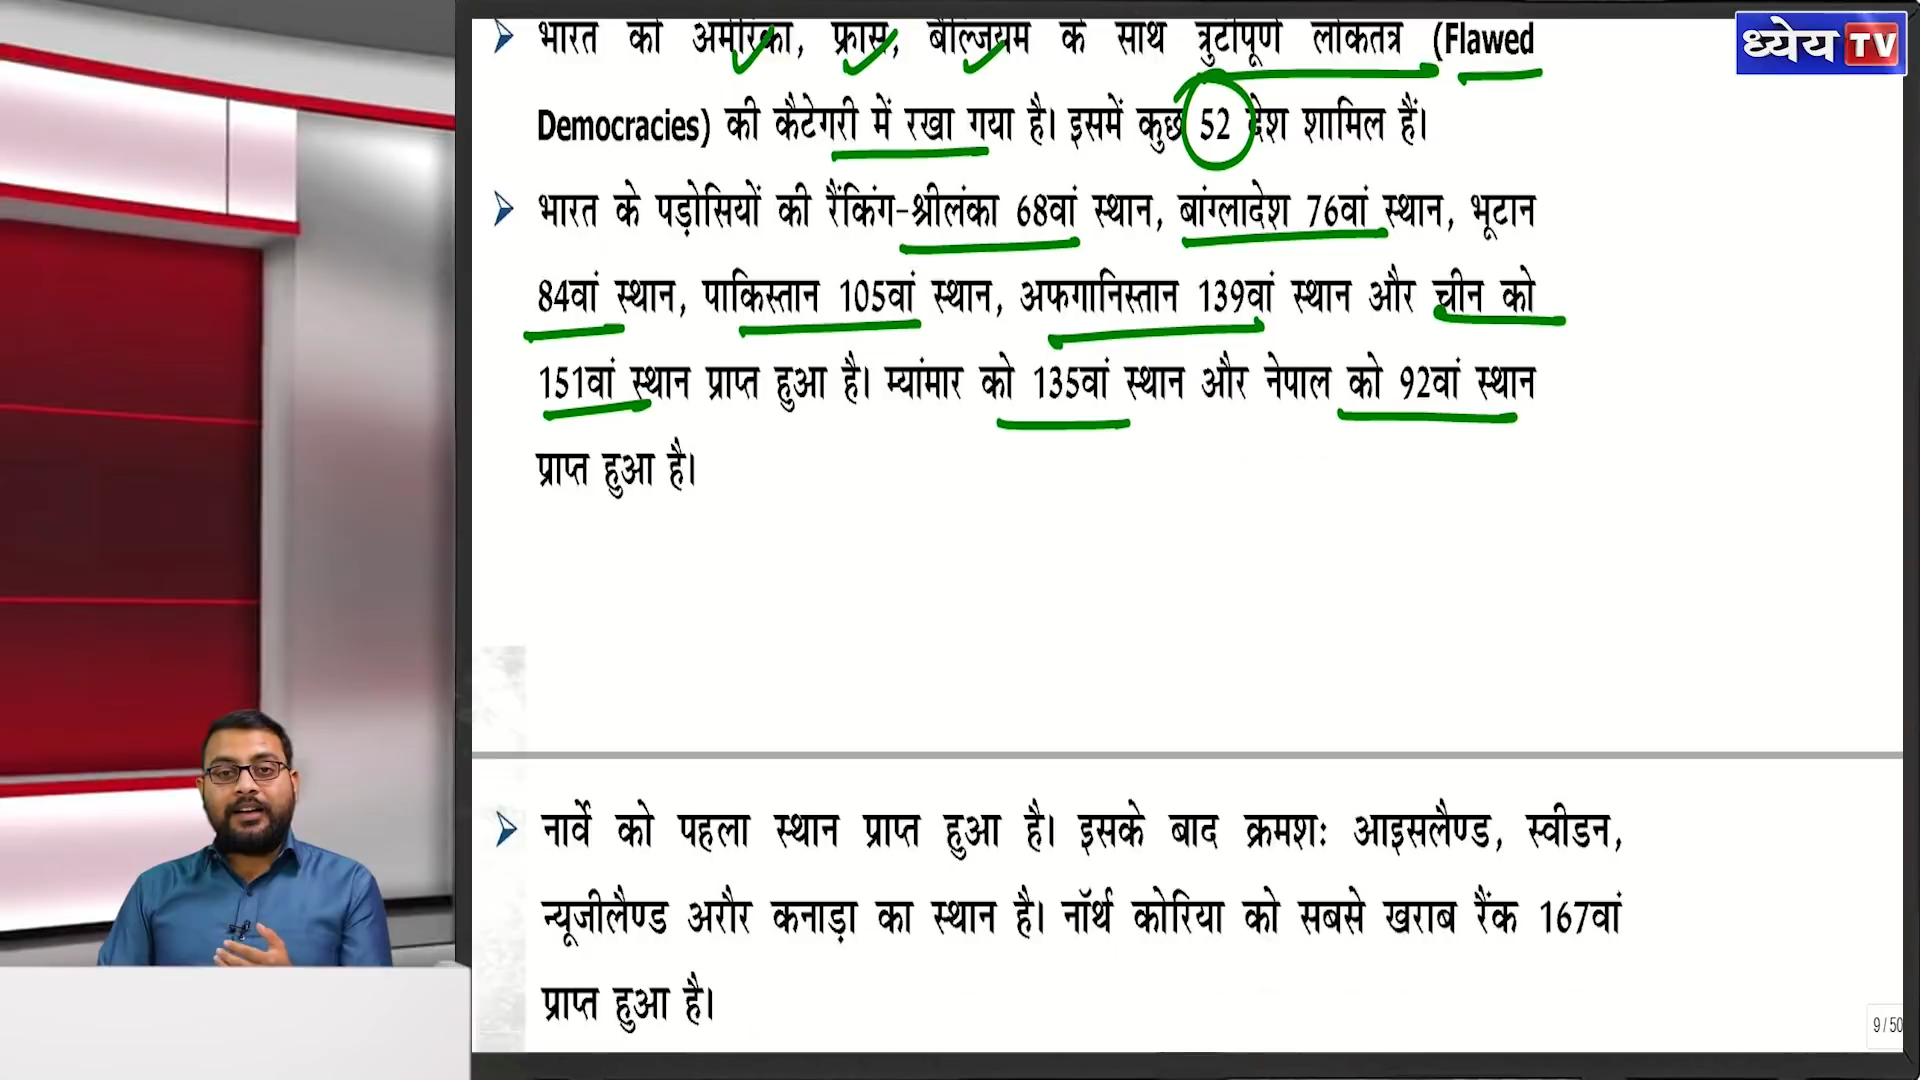 ध्येय TV
भारत को अमेरिका, फ्रांस, बेल्जियम के साथ त्रुटीपूर्ण लोकतंत्र (Flawed
Democracies) की कैटेगरी में रखा गया है। इसमें कुछ 52 देश शामिल हैं।
भारत के पड़ोसियों की रैंकिंग-श्रीलंका 68वां स्थान, बांग्लादेश 76वां स्थान, भूटान
84वां स्थान, पाकिस्तान 105वां स्थान, अफगानिस्तान 139वां स्थान और चीन को
151वां स्थान प्राप्त हुआ है। म्यांमार को 135वां स्थान और नेपाल को 92वां स्थान
प्राप्त हुआ है।
नार्वे को पहला स्थान प्राप्त हुआ है। इसके बाद क्रमशः आइसलैण्ड, स्वीडन,
न्यूजीलैण्ड अरौर कनाड़ा का स्थान है। नॉर्थ कोरिया को सबसे खराब रैंक 167वां
प्राप्त हुआ है।
9 / 50